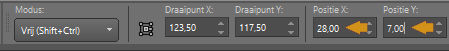 Modus: Draaipunt X: Draaipunt Y: Positie X: Positie Y:
Vrij (Shift+Ctrl) 123,50 117,50 28,00 7,00